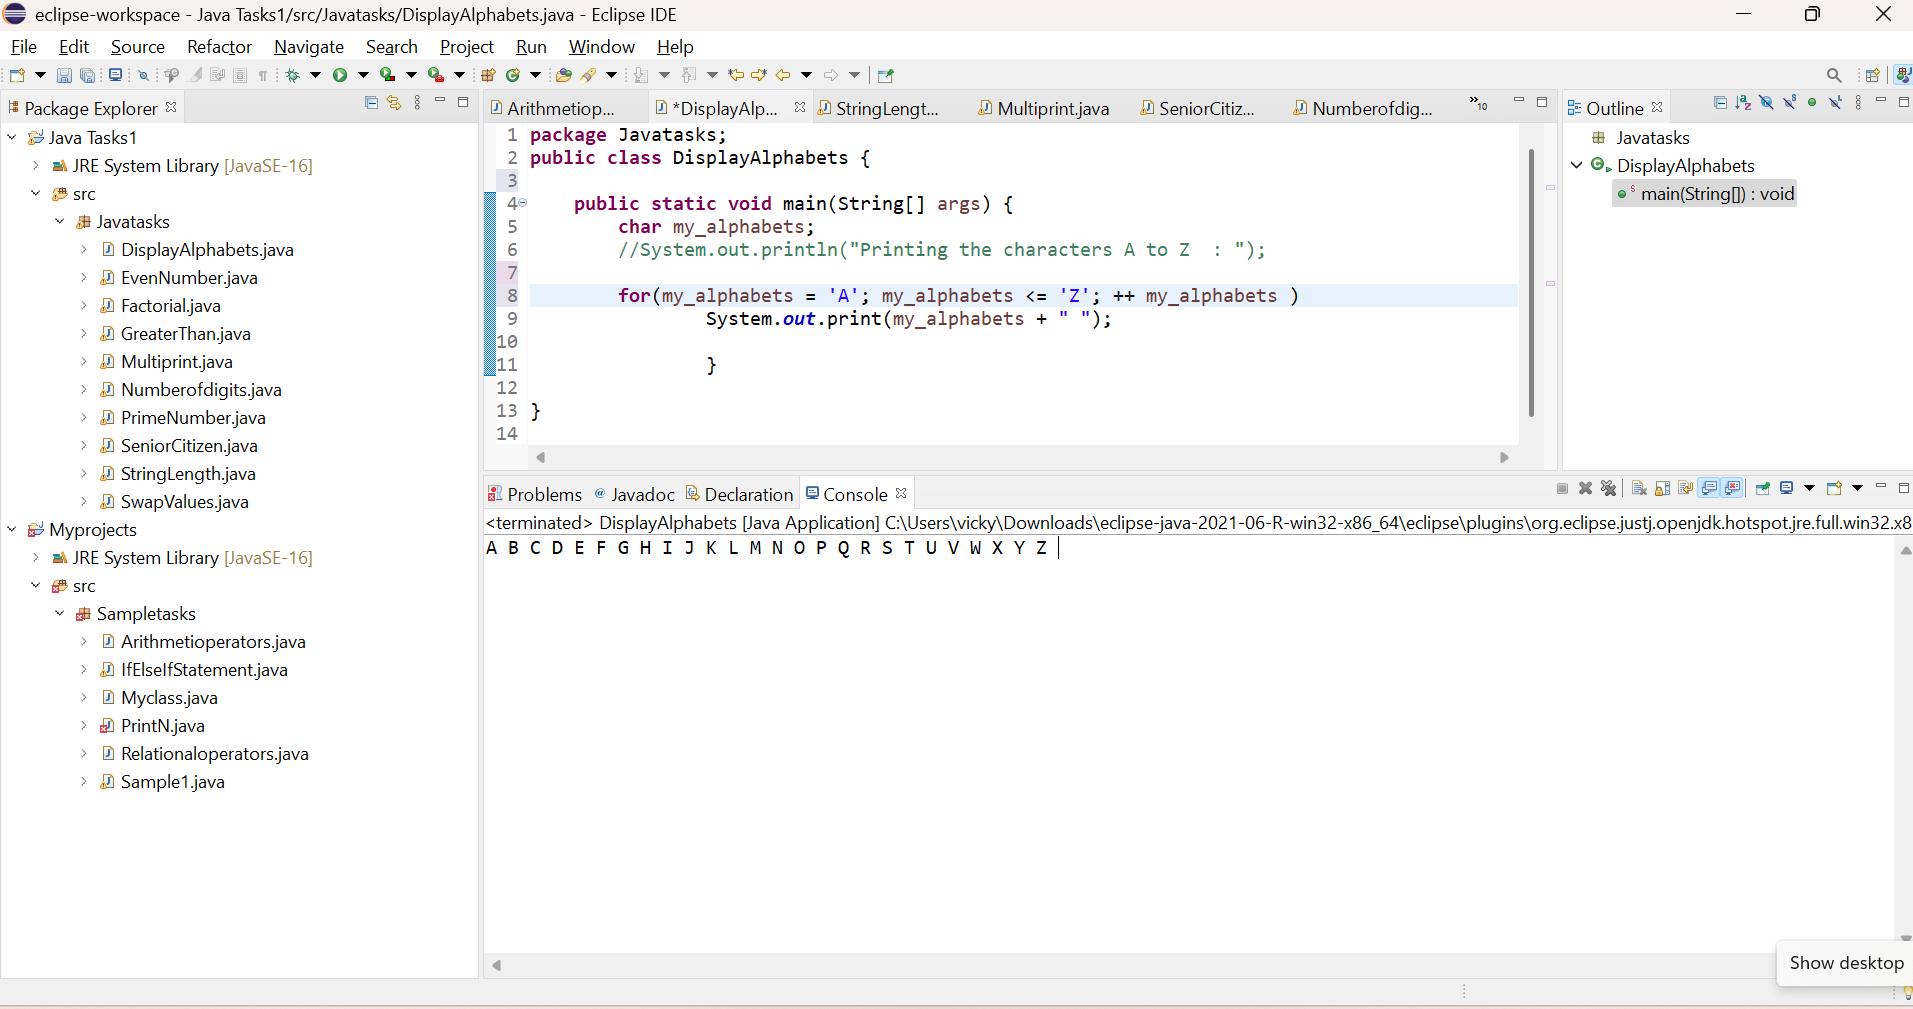 eclipse-workspace - Java Tasks1/src/Javatasks/DisplayAlphabets.java - Eclipse IDE
File Edit Source Refactor Navigate Search Project Run Window Help
Package Explorer
Java Tasks1
JRE System Library [JavaSE-16]
src
Javatasks
DisplayAlphabets.java
EvenNumber.java
Factorial.java
GreaterThan.java
Multiprint.java
Numberofdigits.java
PrimeNumber.java
SeniorCitizen.java
StringLength.java
SwapValues.java
Myprojects
JRE System Library [JavaSE-16]
src
Sampletasks
Arithmetioperators.java
IfElseIfStatement.java
Myclass.java
PrintN.java
Relationaloperators.java
Sample1.java
Arithmetiop... *DisplayAlp... StringLengt... Multiprint.java SeniorCitiz... Numberofdig... »10
1 package Javatasks;
2 public class DisplayAlphabets {
3
4 public static void main(String[] args) {
5 char my_alphabets;
6 //System.out.println("Printing the characters A to Z  : ");
7
8 for(my_alphabets = 'A'; my_alphabets <= 'Z'; ++ my_alphabets )
9 System.out.print(my_alphabets + " ");
10
11 }
12
13 }
14
Outline
Javatasks
DisplayAlphabets
main(String[]) : void
Problems @ Javadoc Declaration Console
<terminated> DisplayAlphabets [Java Application] C:\Users\vicky\Downloads\eclipse-java-2021-06-R-win32-x86_64\eclipse\plugins\org.eclipse.justj.openjdk.hotspot.jre.full.win32.x8
A B C D E F G H I J K L M N O P Q R S T U V W X Y Z
Show desktop